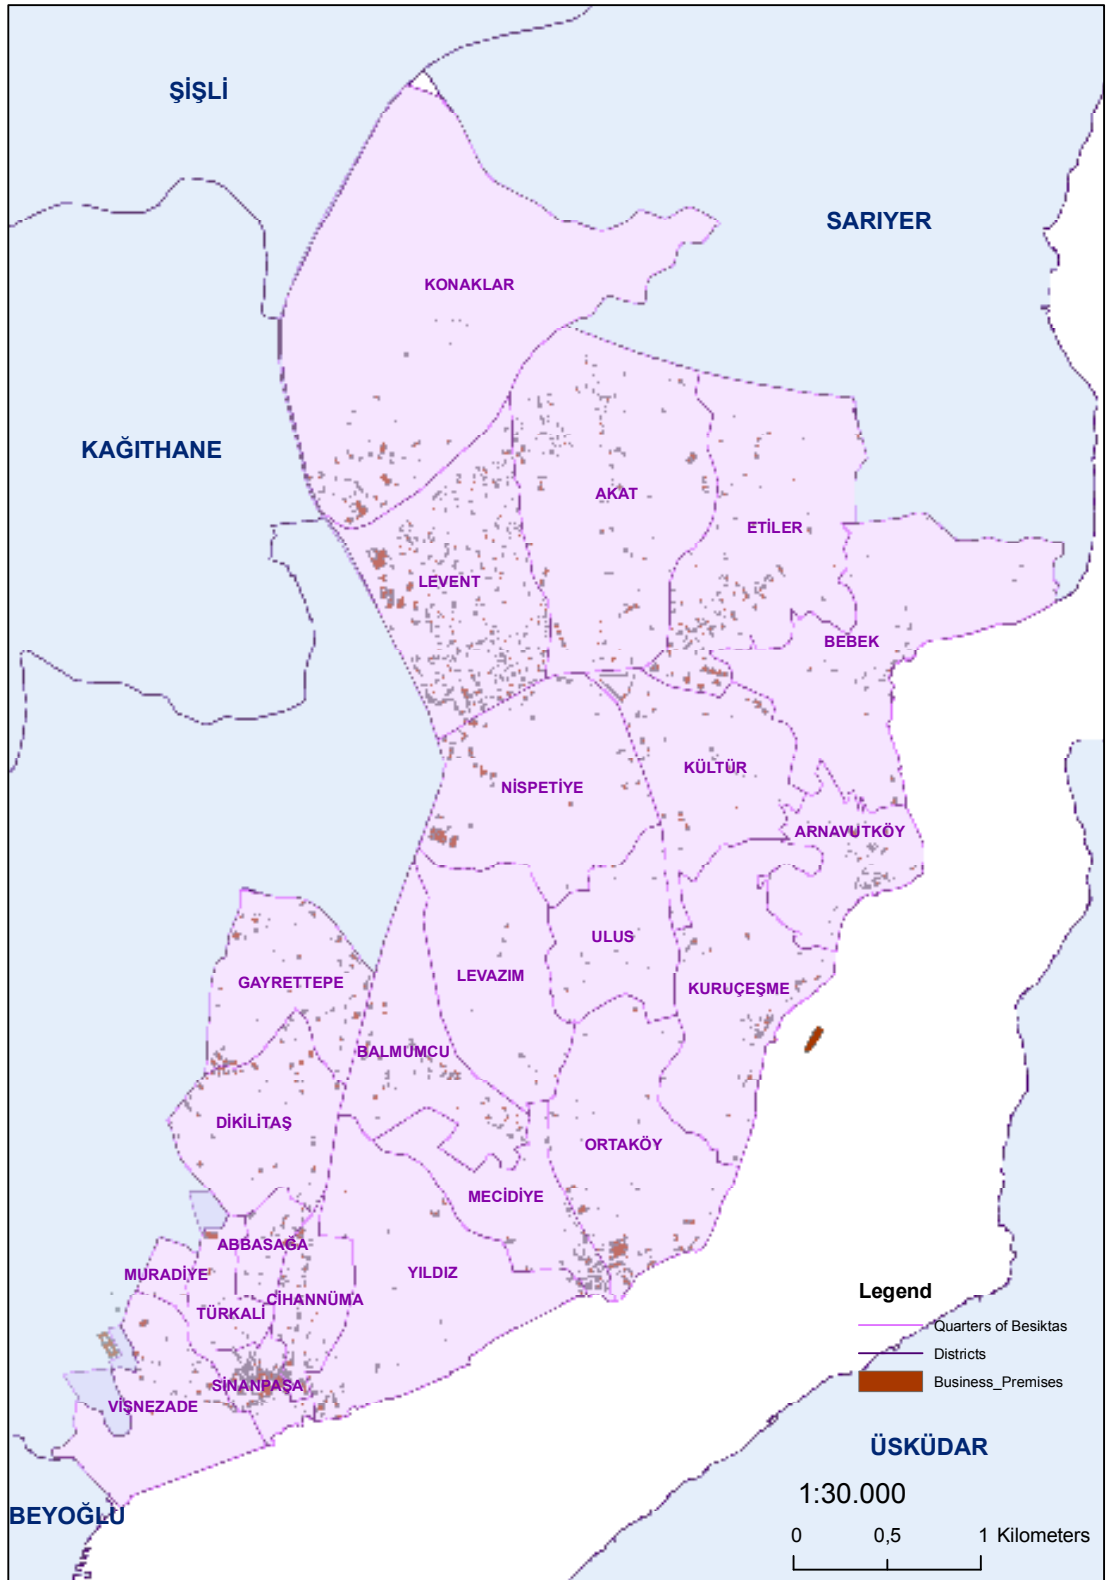 ŞİŞLİ
SARIYER
KONAKLAR
KAĞITHANE
AKAT
ETİLER
LEVENT
BEBEK
KÜLTÜR
NİSPETİYE
ARNAVUTKÖY
ULUS
LEVAZIM
GAYRETTEPE
KURUÇEŞME
BALMUMCU
DİKİLİTAŞ
ORTAKÖY
MECİDİYE
ABBASAĞA
MURADİYE
YILDIZ
CİHANNÜMA
TÜRKALİ
SİNANPAŞA
VİŞNEZADE
Legend
Quarters of Besiktas
Districts
Business_Premises
ÜSKÜDAR
1:30.000
BEYOĞLU
0 0,5 1 Kilometers